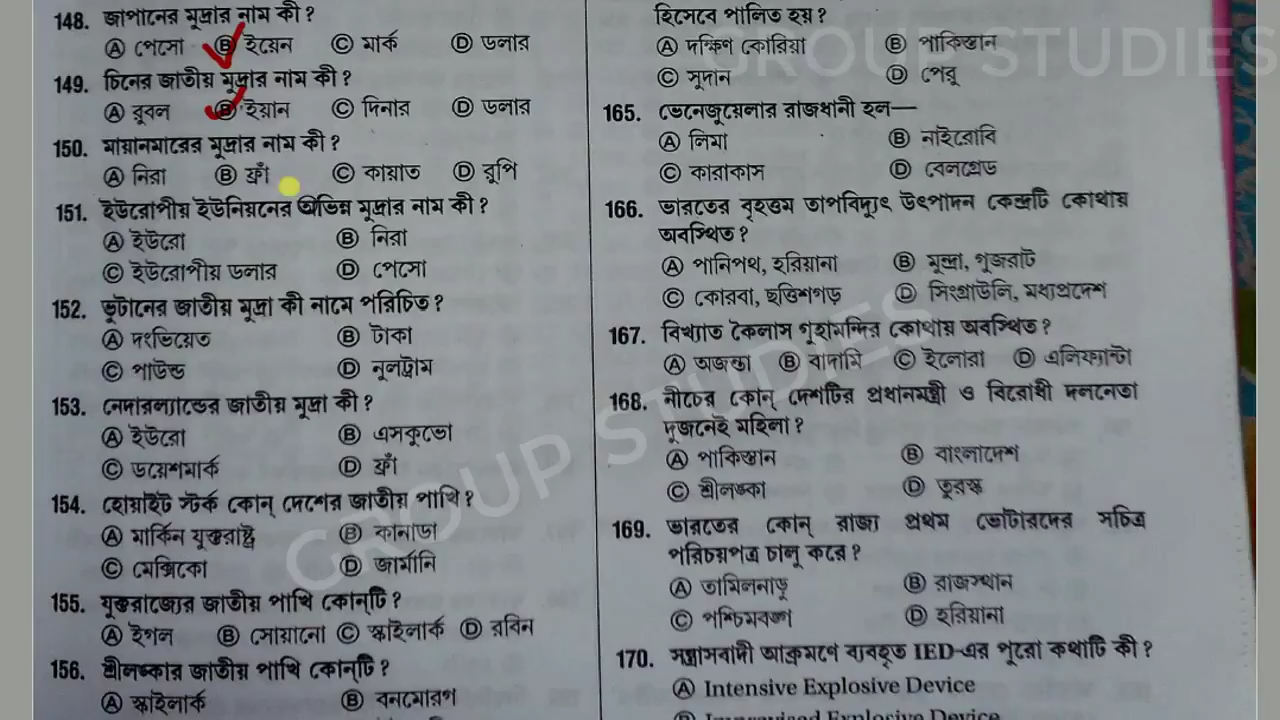 148. জাপানের মুদ্রার নাম কী ?
Ⓐ পেসো Ⓑ ইয়েন Ⓒ মার্ক Ⓓ ডলার
149. চিনের জাতীয় মুদ্রার নাম কী ?
Ⓐ রুবল Ⓑ ইয়ান Ⓒ দিনার Ⓓ ডলার
150. মায়ানমারের মুদ্রার নাম কী ?
Ⓐ নিরা Ⓑ ফ্রাঁ Ⓒ কায়াত Ⓓ রুপি
151. ইউরোপীয় ইউনিয়নের অভিন্ন মুদ্রার নাম কী ?
Ⓐ ইউরো Ⓑ নিরা
Ⓒ ইউরোপীয় ডলার Ⓓ পেসো
152. ভুটানের জাতীয় মুদ্রা কী নামে পরিচিত ?
Ⓐ দংভিয়েত Ⓑ টাকা
Ⓒ পাউন্ড Ⓓ নুলট্রাম
153. নেদারল্যান্ডের জাতীয় মুদ্রা কী ?
Ⓐ ইউরো Ⓑ এসকুডো
Ⓒ ডয়েশমার্ক Ⓓ ফ্রাঁ
154. হোয়াইট স্টর্ক কোন্ দেশের জাতীয় পাখি ?
Ⓐ মার্কিন যুক্তরাষ্ট্র Ⓑ কানাডা
Ⓒ মেক্সিকো Ⓓ জার্মানি
155. যুক্তরাজ্যের জাতীয় পাখি কোন্‌টি ?
Ⓐ ইগল Ⓑ সোয়ানো Ⓒ স্কাইলার্ক Ⓓ রবিন
156. শ্রীলঙ্কার জাতীয় পাখি কোন্‌টি ?
Ⓐ স্কাইলার্ক Ⓑ বনমোরগ
হিসেবে পালিত হয় ?
Ⓐ দক্ষিণ কোরিয়া Ⓑ পাকিস্তান
Ⓒ সুদান Ⓓ পেরু
165. ভেনেজুয়েলার রাজধানী হল—
Ⓐ লিমা Ⓑ নাইরোবি
Ⓒ কারাকাস Ⓓ বেলগ্রেড
166. ভারতের বৃহত্তম তাপবিদ্যুৎ উৎপাদন কেন্দ্রটি কোথায়
অবস্থিত ?
Ⓐ পানিপথ, হরিয়ানা Ⓑ মুন্দ্রা, গুজরাট
Ⓒ কোরবা, ছত্তিশগড় Ⓓ সিংগ্রাউলি, মধ্যপ্রদেশ
167. বিখ্যাত কৈলাস গুহামন্দির কোথায় অবস্থিত ?
Ⓐ অজন্তা Ⓑ বাদামি Ⓒ ইলোরা Ⓓ এলিফ্যান্টা
168. নীচের কোন্ দেশটির প্রধানমন্ত্রী ও বিরোধী দলনেতা
দুজনেই মহিলা ?
Ⓐ পাকিস্তান Ⓑ বাংলাদেশ
Ⓒ শ্রীলঙ্কা Ⓓ তুরস্ক
169. ভারতের কোন্ রাজ্য প্রথম ভোটারদের সচিত্র
পরিচয়পত্র চালু করে ?
Ⓐ তামিলনাড়ু Ⓑ রাজস্থান
Ⓒ পশ্চিমবঙ্গ Ⓓ হরিয়ানা
170. সন্ত্রাসবাদী আক্রমণে ব্যবহৃত IED-এর পুরো কথাটি কী ?
Ⓐ Intensive Explosive Device
Ⓑ Improvised Explosive Device
GROUP STUDIES
GROUP STUDIES